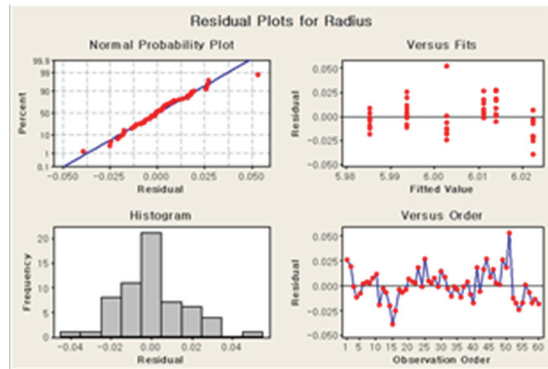 Residual Plots for Radius
Normal Probability Plot
99.9
99
90
50
10
1
0.1
Percent
-0.050 -0.025 0.000 0.025 0.050
Residual
Versus Fits
0.050
0.025
0.000
-0.025
-0.050
Residual
5.98 5.99 6.00 6.01 6.02
Fitted Value
Histogram
20
15
10
5
0
Frequency
-0.04 -0.02 0.00 0.02 0.04
Residual
Versus Order
0.050
0.025
0.000
-0.025
-0.050
Residual
1 5 10 15 20 25 30 35 40 45 50 55 60
Observation Order